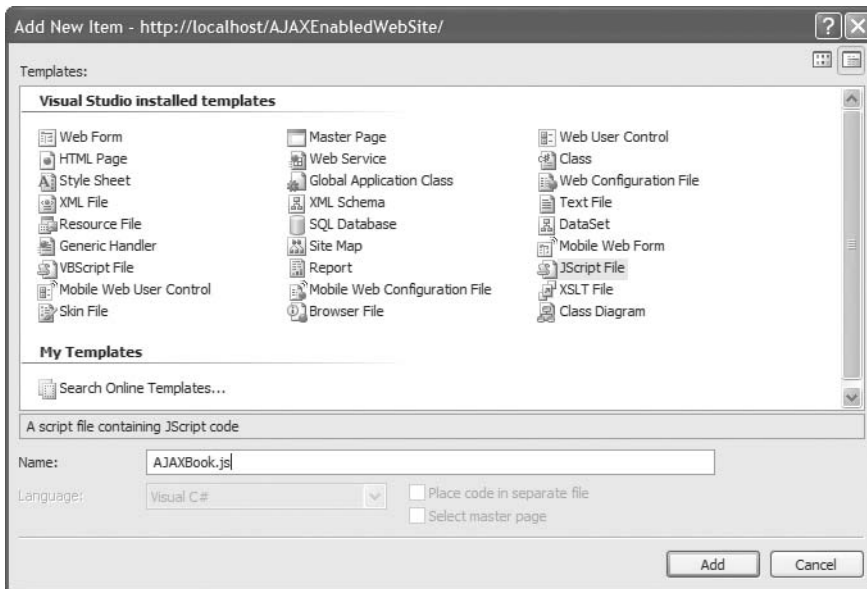 Add New Item - http://localhost/AJAXEnabledWebSite/
Templates:
Visual Studio installed templates
Web Form Master Page Web User Control
HTML Page Web Service Class
Style Sheet Global Application Class Web Configuration File
XML File XML Schema Text File
Resource File SQL Database DataSet
Generic Handler Site Map Mobile Web Form
VBScript File Report JScript File
Mobile Web User Control Mobile Web Configuration File XSLT File
Skin File Browser File Class Diagram
My Templates
Search Online Templates...
A script file containing JScript code
Name: AJAXBook.js
Language: Visual C# Place code in separate file
Select master page
Add Cancel